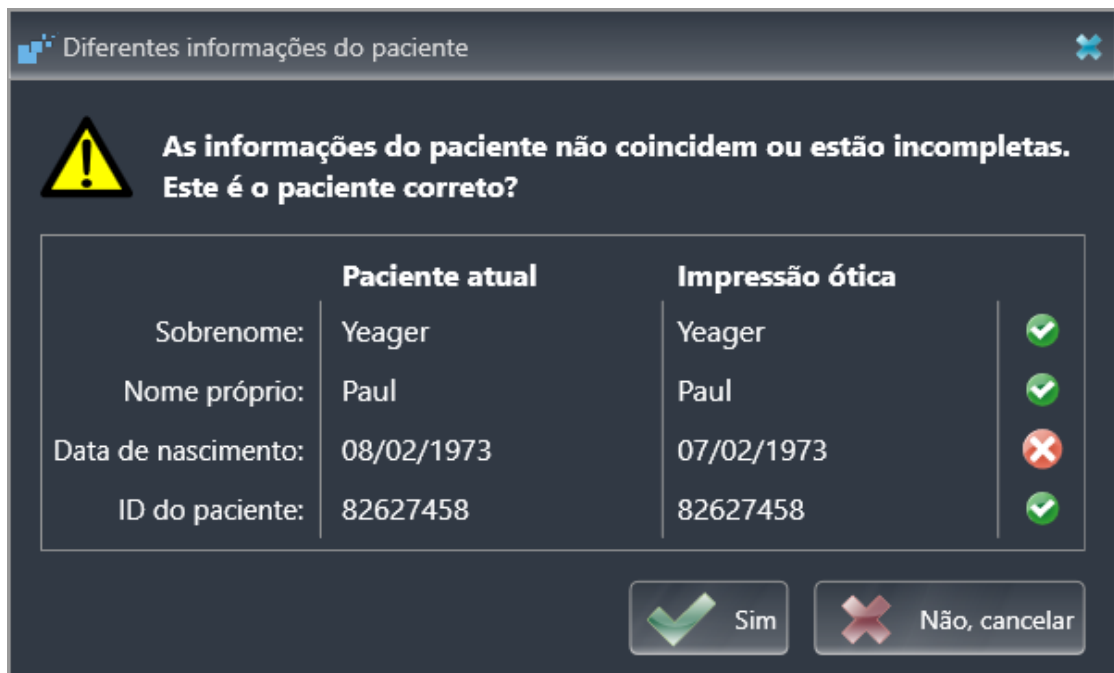 Diferentes informações do paciente
As informações do paciente não coincidem ou estão incompletas.
Este é o paciente correto?
Paciente atual Impressão ótica
Sobrenome: Yeager Yeager
Nome próprio: Paul Paul
Data de nascimento: 08/02/1973 07/02/1973
ID do paciente: 82627458 82627458
Sim Não, cancelar